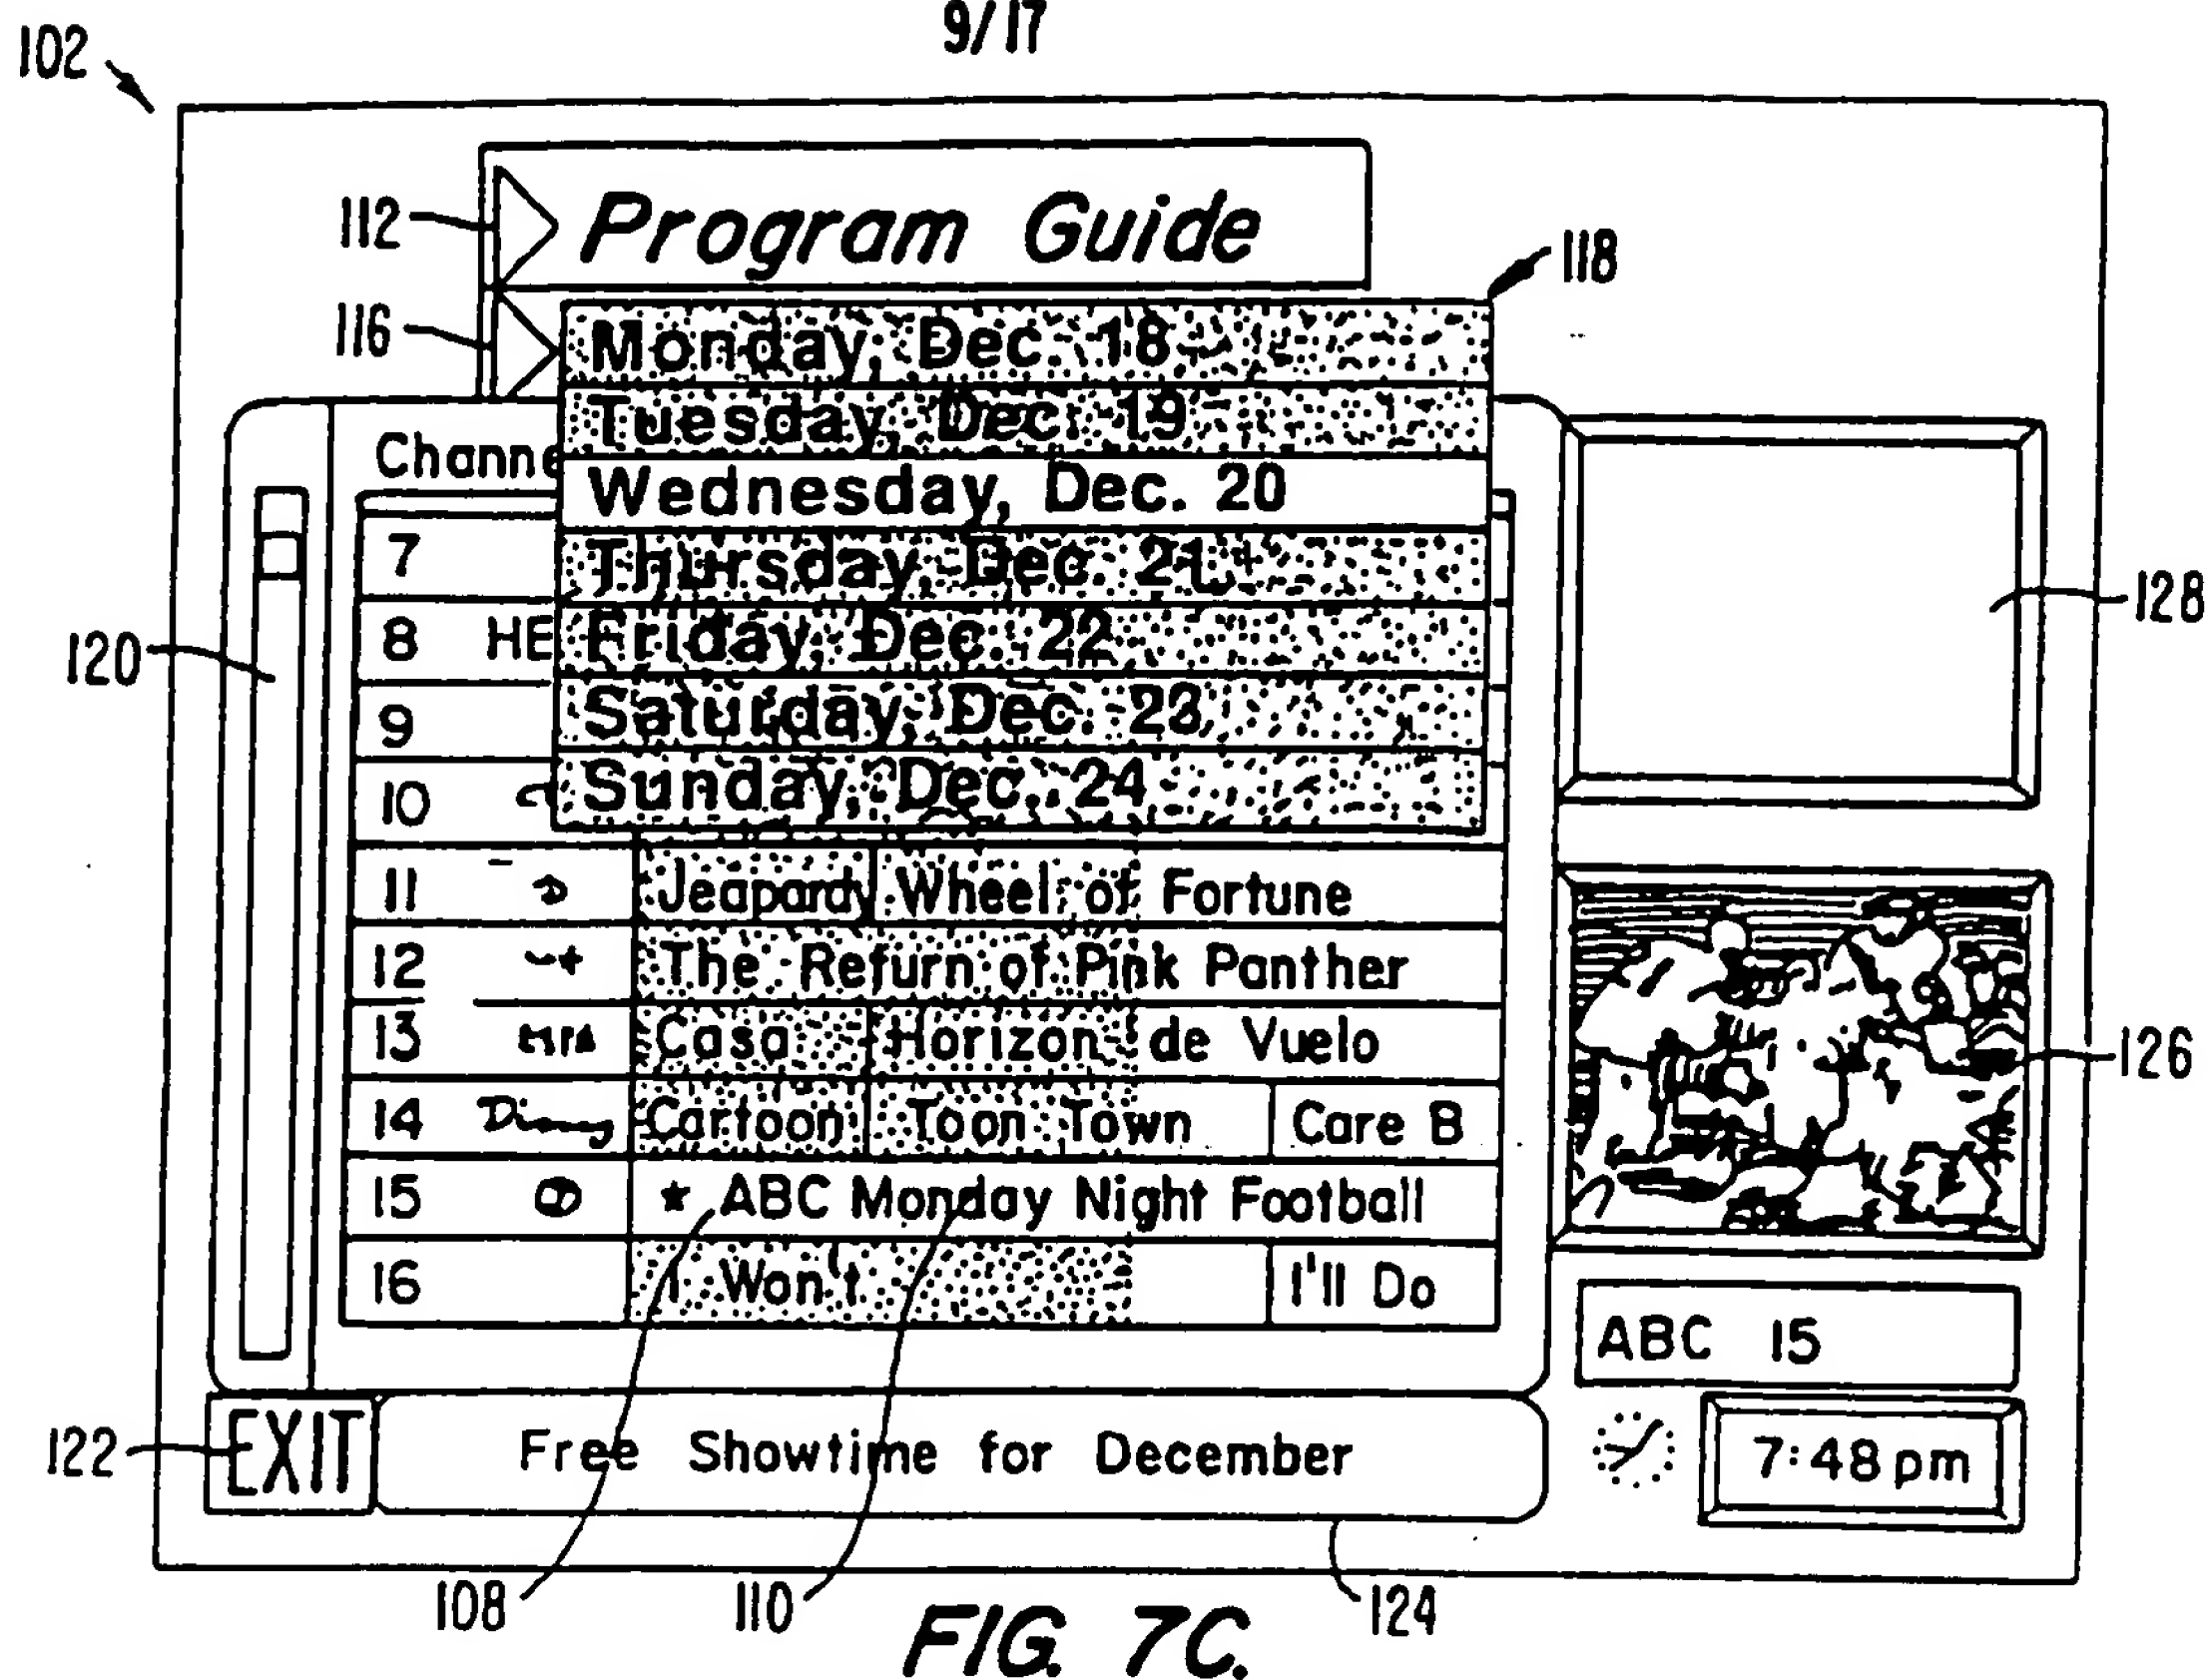 9/17
102
112
Program Guide
118
116
Monday, Dec. 18
Tuesday, Dec. 19
Channe
Wednesday, Dec. 20
7
Thursday, Dec. 21
8 HE Friday, Dec. 22
128
120
9
Saturday, Dec. 23
10
Sunday, Dec. 24
11 Jeapardy Wheel of Fortune
12 The Return of Pink Panther
13 Casa Horizon de Vuelo
126
14 Cartoon Toon Town Care B
15 ★ ABC Monday Night Football
16 I Won't I'll Do
ABC 15
122
EXIT
Free Showtime for December
7:48 pm
108
110
124
FIG. 7C.